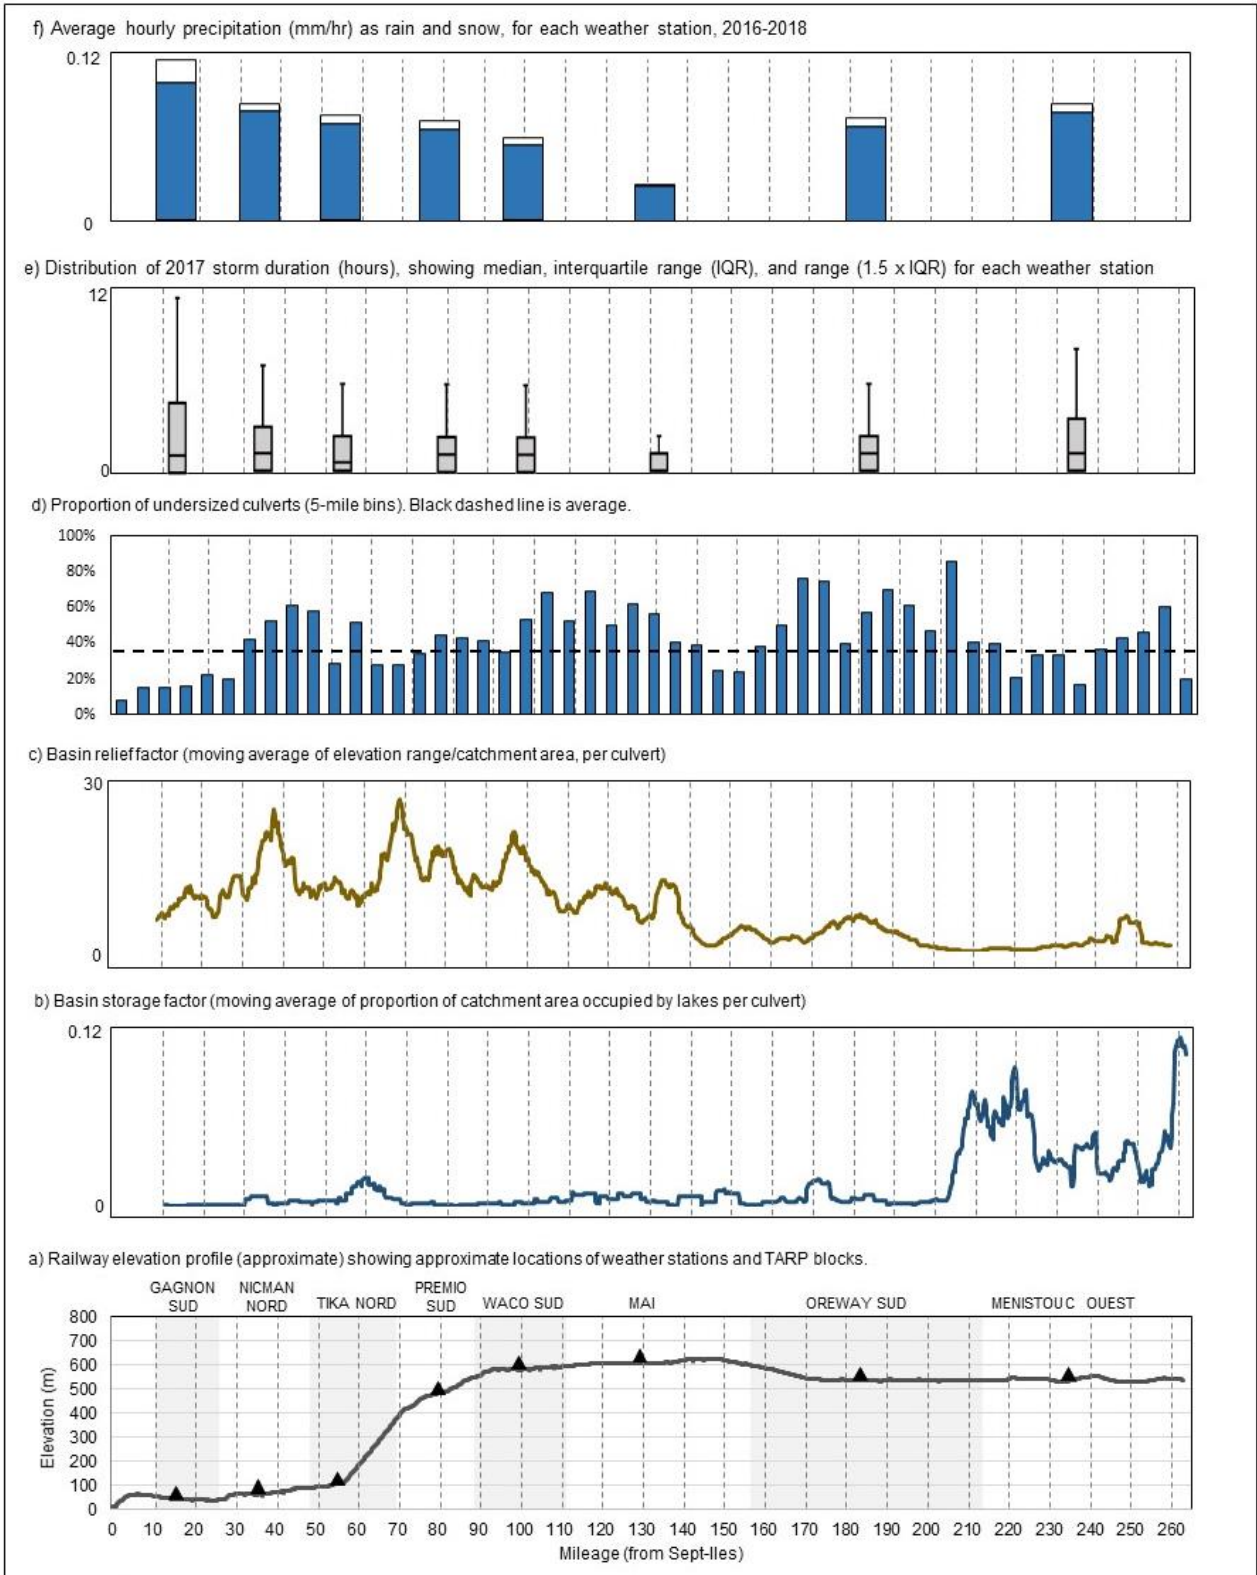 f) Average hourly precipitation (mm/hr) as rain and snow, for each weather station, 2016-2018
0.12
0
e) Distribution of 2017 storm duration (hours), showing median, interquartile range (IQR), and range (1.5 x IQR) for each weather station
12
0
d) Proportion of undersized culverts (5-mile bins). Black dashed line is average.
100%
80%
60%
40%
20%
0%
c) Basin relief factor (moving average of elevation range/catchment area, per culvert)
30
0
b) Basin storage factor (moving average of proportion of catchment area occupied by lakes per culvert)
0.12
0
a) Railway elevation profile (approximate) showing approximate locations of weather stations and TARP blocks.
GAGNON SUD
NICMAN NORD
TIKA NORD
PREMIO SUD
WACO SUD
MAI
OREWAY SUD
MENISTOUC OUEST
800
700
600
500
400
300
200
100
0
Elevation (m)
0 10 20 30 40 50 60 70 80 90 100 110 120 130 140 150 160 170 180 190 200 210 220 230 240 250 260
Mileage (from Sept-Iles)